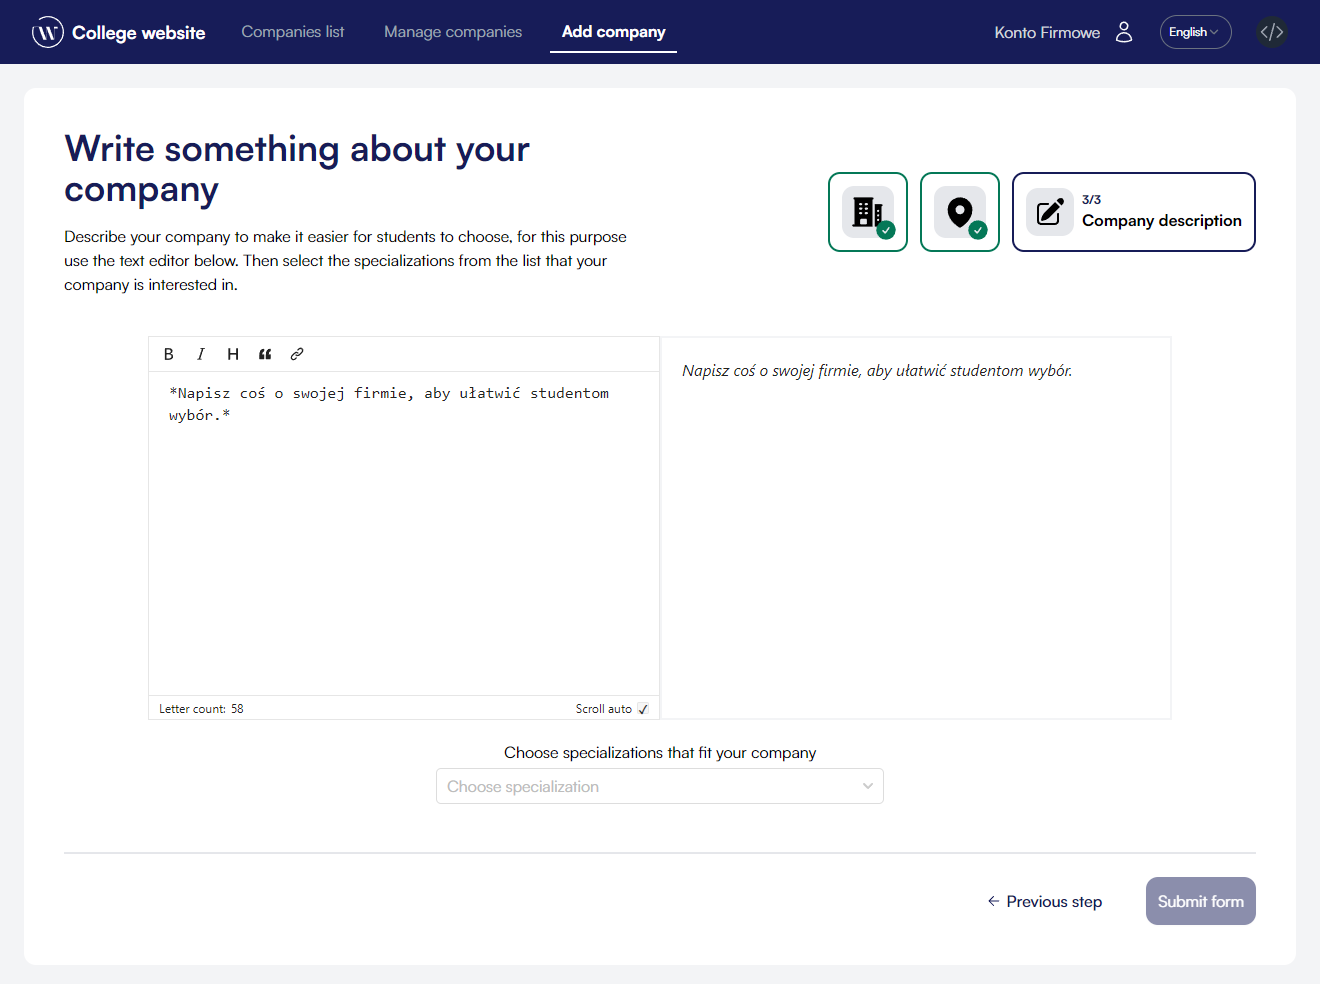 College website
Companies list
Manage companies
Add company
Konto Firmowe
English
Write something about your
company
Describe your company to make it easier for students to choose, for this purpose
use the text editor below. Then select the specializations from the list that your
company is interested in.
3/3
Company description
B I H
*Napisz coś o swojej firmie, aby ułatwić studentom
wybór.*
Napisz coś o swojej firmie, aby ułatwić studentom wybór.
Letter count: 58
Scroll auto
Choose specializations that fit your company
Choose specialization
Previous step
Submit form